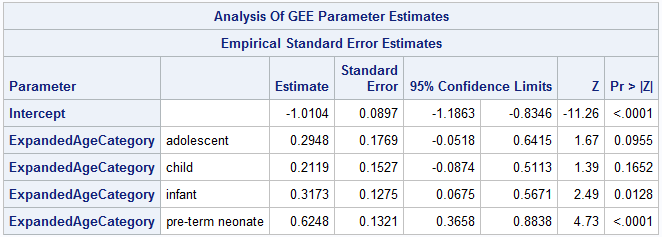 Analysis Of GEE Parameter Estimates
Empirical Standard Error Estimates
Parameter Estimate Standard Error 95% Confidence Limits Z Pr > |Z|
Intercept -1.0104 0.0897 -1.1863 -0.8346 -11.26 <.0001
ExpandedAgeCategory adolescent 0.2948 0.1769 -0.0518 0.6415 1.67 0.0955
ExpandedAgeCategory child 0.2119 0.1527 -0.0874 0.5113 1.39 0.1652
ExpandedAgeCategory infant 0.3173 0.1275 0.0675 0.5671 2.49 0.0128
ExpandedAgeCategory pre-term neonate 0.6248 0.1321 0.3658 0.8838 4.73 <.0001